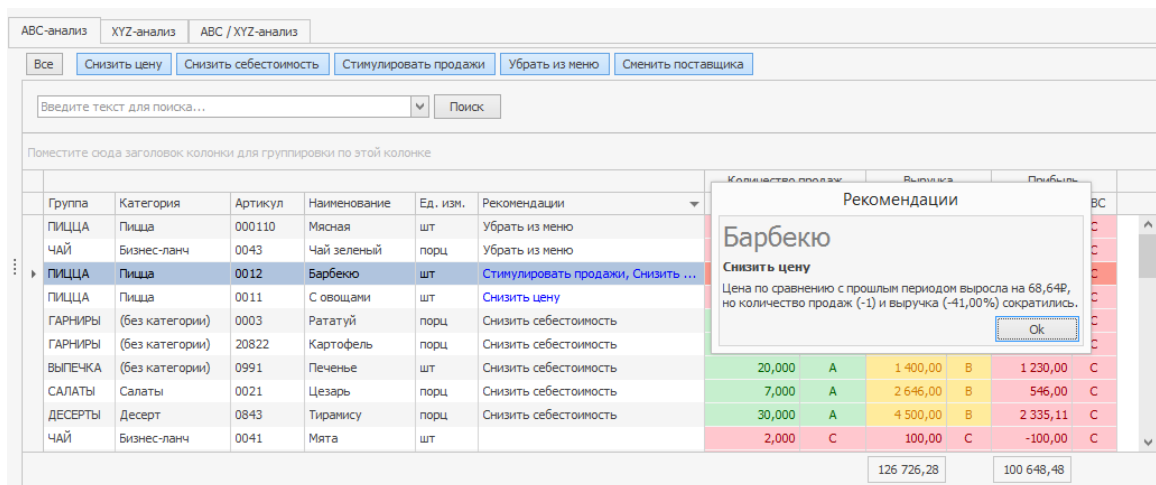 ABC-анализ XYZ-анализ ABC / XYZ-анализ
Все Снизить цену Снизить себестоимость Стимулировать продажи Убрать из меню Сменить поставщика
Введите текст для поиска... Поиск
Поместите сюда заголовок колонки для группировки по этой колонке
Количество продаж Выручка Прибыль
Группа Категория Артикул Наименование Ед. изм. Рекомендации BC
ПИЦЦА Пицца 000110 Мясная шт Убрать из меню C
ЧАЙ Бизнес-ланч 0043 Чай зеленый порц Убрать из меню C
ПИЦЦА Пицца 0012 Барбекю шт Стимулировать продажи, Снизить ... C
ПИЦЦА Пицца 0011 С овощами шт Снизить цену C
ГАРНИРЫ (без категории) 0003 Рататуй порц Снизить себестоимость C
ГАРНИРЫ (без категории) 20822 Картофель порц Снизить себестоимость C
ВЫПЕЧКА (без категории) 0991 Печенье шт Снизить себестоимость 20,000 A 1 400,00 B 1 230,00 C
САЛАТЫ Салаты 0021 Цезарь порц Снизить себестоимость 7,000 A 2 646,00 B 546,00 C
ДЕСЕРТЫ Десерт 0843 Тирамису порц Снизить себестоимость 30,000 A 4 500,00 B 2 335,11 C
ЧАЙ Бизнес-ланч 0041 Мята шт 2,000 C 100,00 C -100,00 C
126 726,28 100 648,48
Рекомендации
Барбекю
Снизить цену
Цена по сравнению с прошлым периодом выросла на 68,64₽,
но количество продаж (-1) и выручка (-41,00%) сократились.
Ok